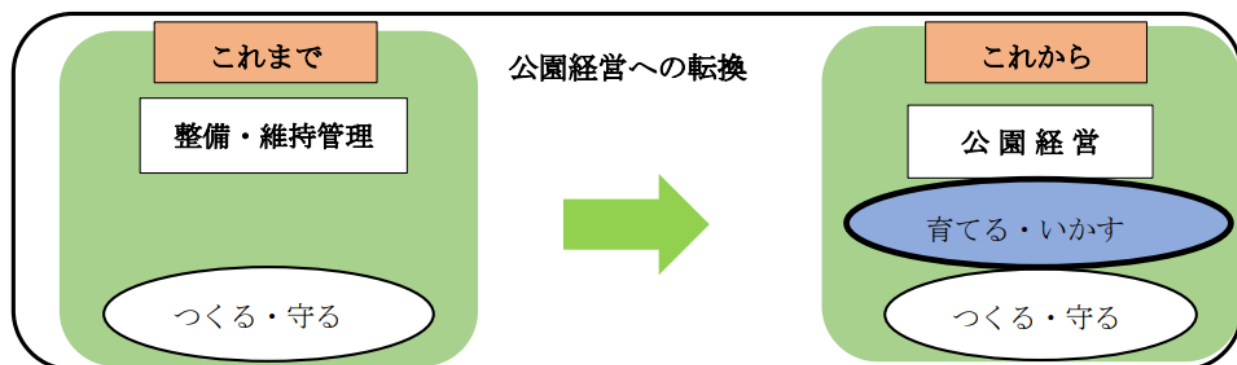 これまで
整備・維持管理
つくる・守る
公園経営への転換
これから
公園経営
育てる・いかす
つくる・守る